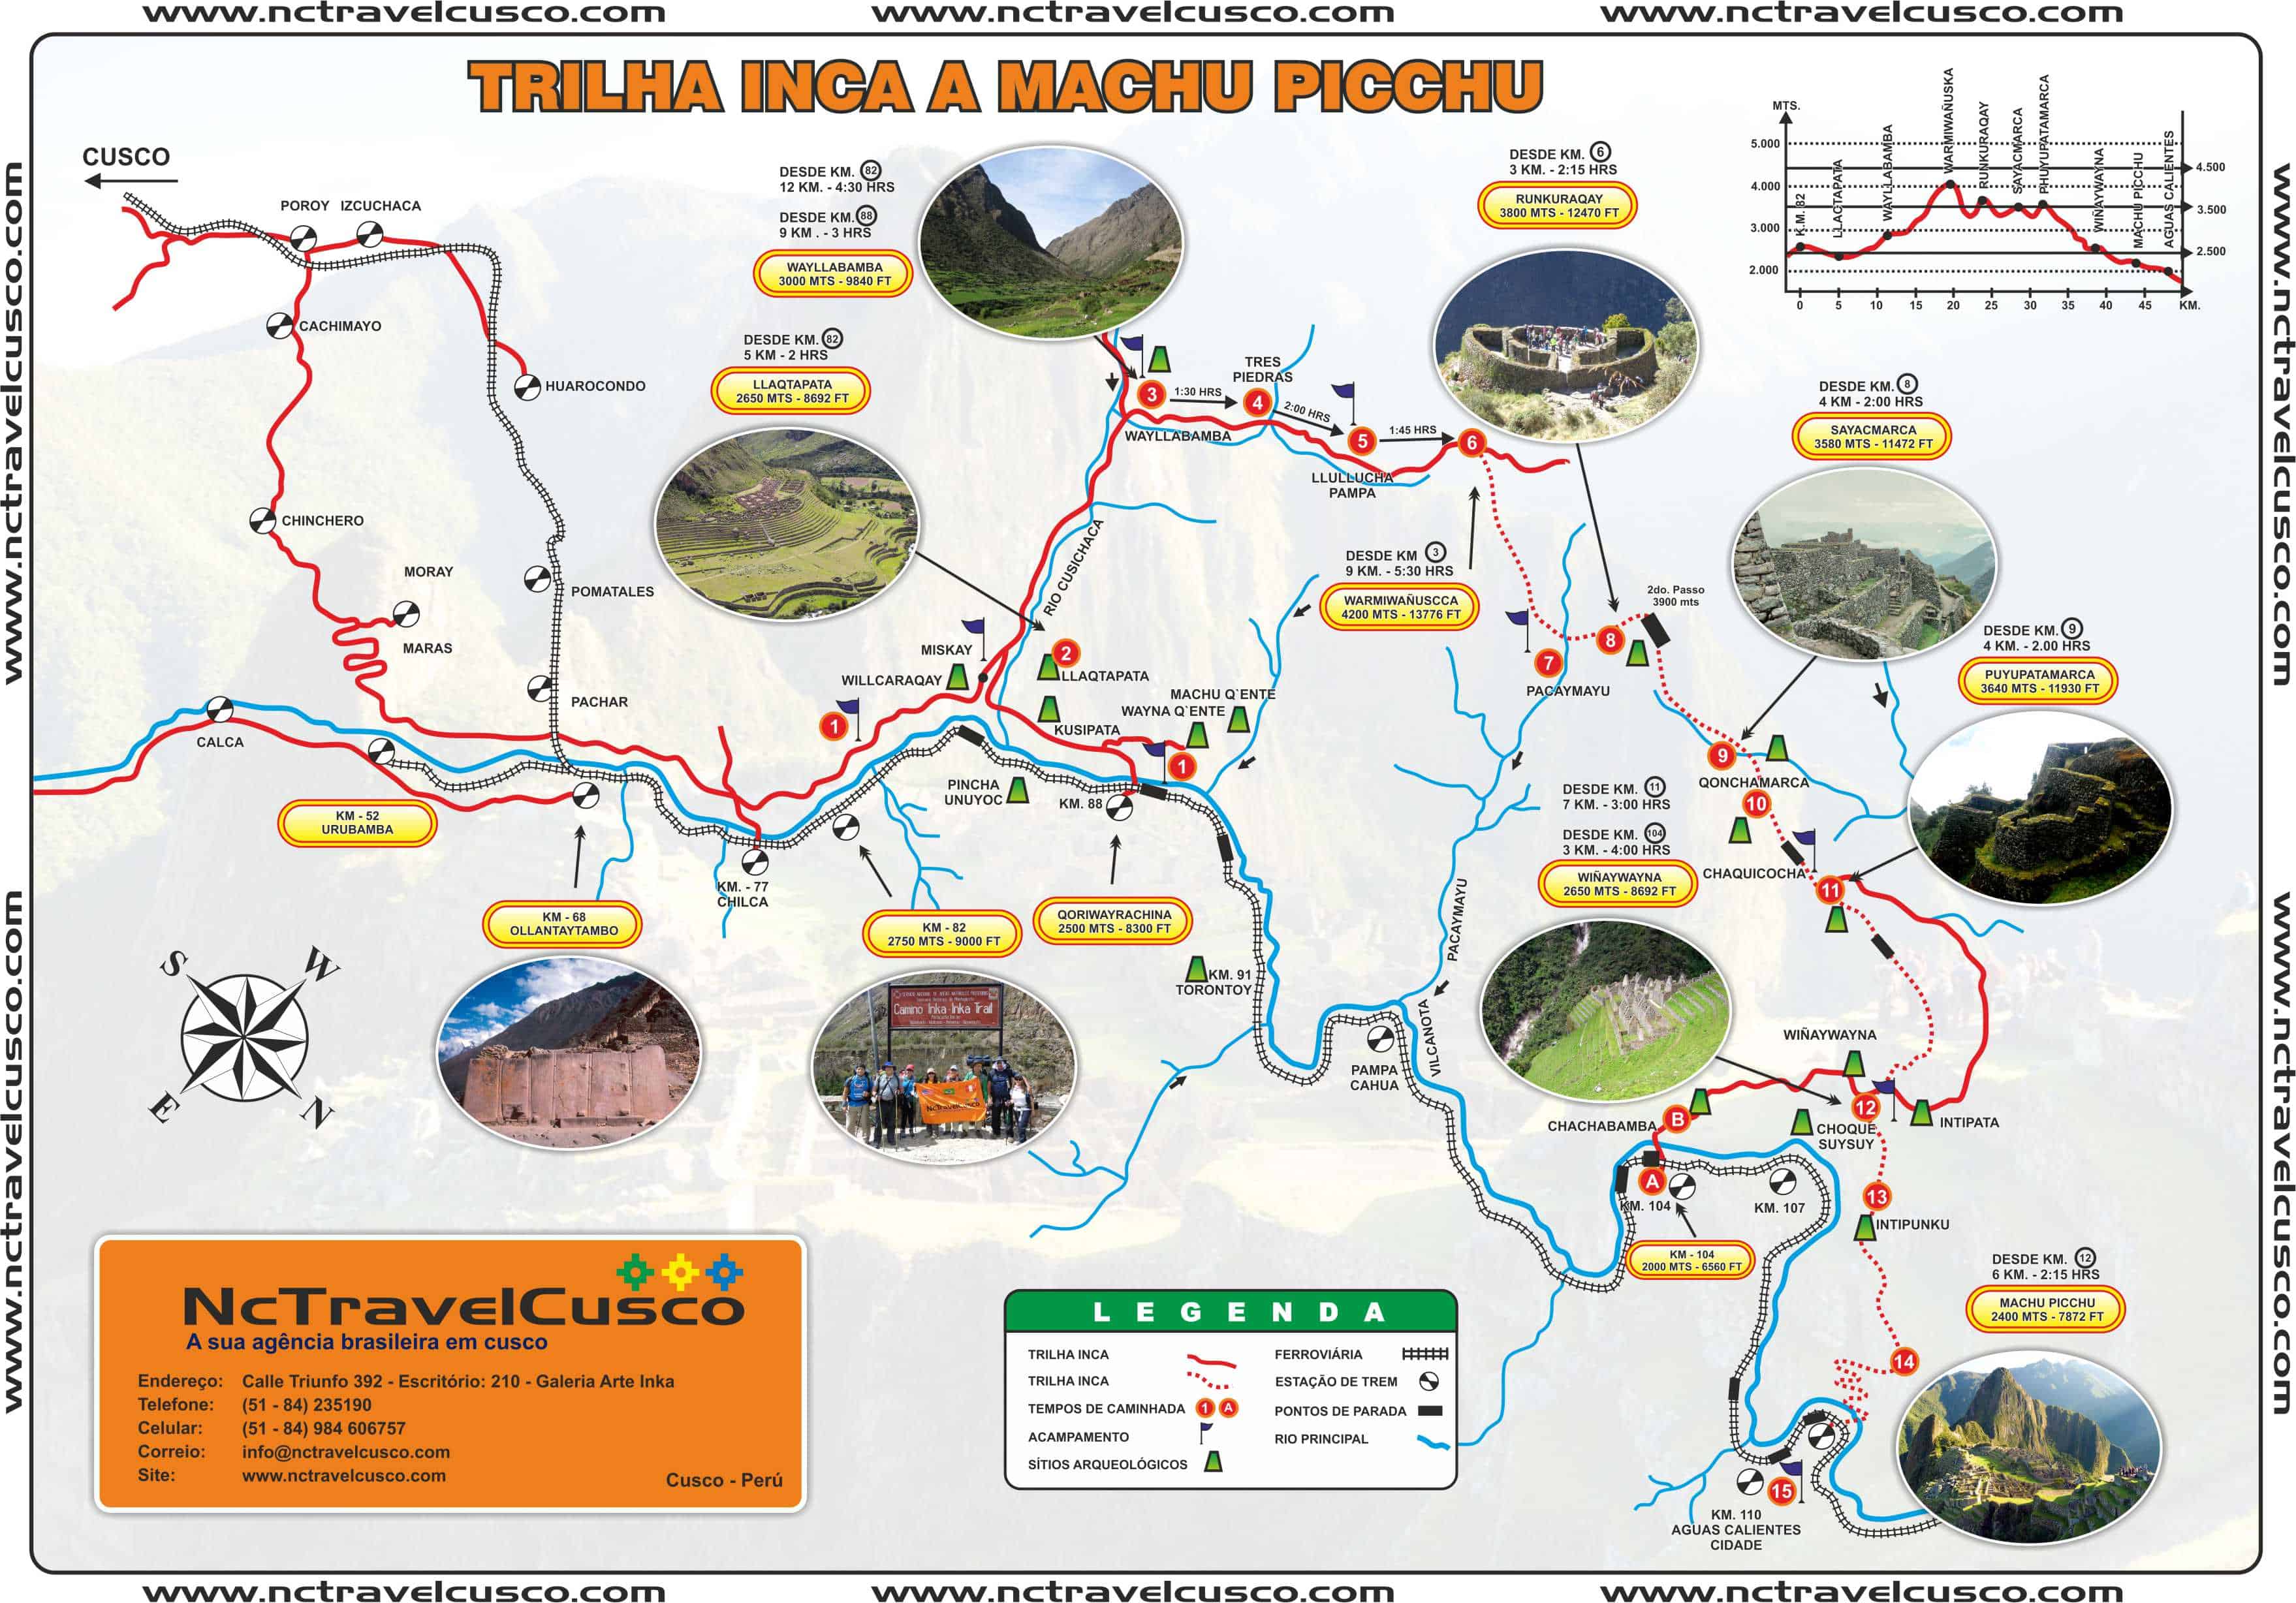 www.nctravelcusco.com
www.nctravelcusco.com
www.nctravelcusco.com
TRILHA INCA A MACHU PICCHU
CUSCO
POROY
IZCUCHACA
CACHIMAYO
HUAROCONDO
CHINCHERO
MORAY
MARAS
POMATALES
PACHAR
CALCA
KM - 52
URUBAMBA
KM - 68
OLLANTAYTAMBO
KM. - 77
CHILCA
KM - 82
2750 MTS - 9000 FT
QORIWAYRACHINA
2500 MTS - 8300 FT
DESDE KM. 82
12 KM. - 4:30 HRS
DESDE KM. 88
9 KM . - 3 HRS
WAYLLABAMBA
3000 MTS - 9840 FT
DESDE KM. 82
5 KM - 2 HRS
LLAQTAPATA
2650 MTS - 8692 FT
3
1:30 HRS
TRES
PIEDRAS
4
2:00 HRS
5
1:45 HRS
6
WAYLLABAMBA
LLULLUCHA
PAMPA
RIO CUSICHACA
MISKAY
WILLCARAQAY
1
2
LLAQTAPATA
KUSIPATA
MACHU Q`ENTE
WAYNA Q`ENTE
1
PINCHA
UNUYOC
KM. 88
KM. 91
TORONTOY
DESDE KM. 6
3 KM - 2:15 HRS
RUNKURAQAY
3800 MTS - 12470 FT
DESDE KM 3
9 KM. - 5:30 HRS
WARMIWAÑUSCCA
4200 MTS - 13776 FT
2do. Passo
3900 mts
7
8
PACAYMAYU
MTS.
5.000
4.000
3.000
2.000
4.500
3.500
2.500
K.M. 82
LLACTAPATA
WAYLLABAMBA
WARMIWAÑUSKA
RUNKURAQAY
SAYACMARCA
PHUYUPATAMARCA
WIÑAYWAYNA
MACHU PICCHU
AGUAS CALIENTES
0 5 10 15 20 25 30 35 40 45 KM.
DESDE KM. 8
4 KM - 2:00 HRS
SAYACMARCA
3580 MTS - 11472 FT
DESDE KM. 9
4 KM. - 2.00 HRS
PUYUPATAMARCA
3640 MTS - 11930 FT
9
QONCHAMARCA
10
CHAQUICOCHA
11
DESDE KM. 11
7 KM. - 3:00 HRS
DESDE KM. 104
3 KM. - 4:00 HRS
WIÑAYWAYNA
2650 MTS - 8692 FT
PACAYMAYU
VILCANOTA
PAMPA
CAHUA
WIÑAYWAYNA
12
INTIPATA
CHOQUE
SUYSUY
CHACHABAMBA
B
A
KM. 104
KM. 107
KM - 104
2000 MTS - 6560 FT
13
INTIPUNKU
DESDE KM. 12
6 KM. - 2:15 HRS
MACHU PICCHU
2400 MTS - 7872 FT
14
15
KM. 110
AGUAS CALIENTES
CIDADE
Camino Inka-Inka Trail
NcTravelCusco
S
W
E
N
NcTravelCusco
A sua agência brasileira em cusco
Endereço: Calle Triunfo 392 - Escritório: 210 - Galeria Arte Inka
Telefone: (51 - 84) 235190
Celular: (51 - 84) 984 606757
Correio: info@nctravelcusco.com
Site: www.nctravelcusco.com
Cusco - Perú
LEGENDA
TRILHA INCA
TRILHA INCA
TEMPOS DE CAMINHADA 1 A
ACAMPAMENTO
SÍTIOS ARQUEOLÓGICOS
FERROVIÁRIA
ESTAÇÃO DE TREM
PONTOS DE PARADA
RIO PRINCIPAL
www.nctravelcusco.com
www.nctravelcusco.com
www.nctravelcusco.com
www.nctravelcusco.com
www.nctravelcusco.com
www.nctravelcusco.com
www.nctravelcusco.com